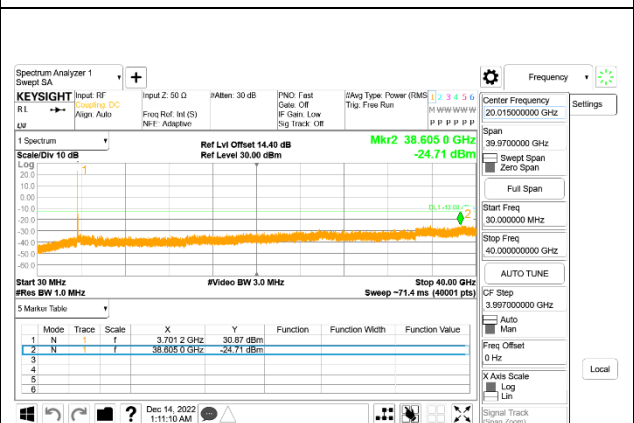 Spectrum Analyzer 1
Swept SA
KEYSIGHT
R L
Input: RF
Coupling: DC
Align: Auto
Input Z: 50 Ω
Freq Ref: Int (S)
NFE: Adaptive
#Atten: 30 dB
PNO: Fast
Gate: Off
IF Gain: Low
Sig Track: Off
#Avg Type: Power (RMS
Trig: Free Run
1 2 3 4 5 6
M W W W W W
P P P P P P
1 Spectrum
Scale/Div 10 dB
Ref Lvl Offset 14.40 dB
Ref Level 30.00 dBm
Mkr2 38.605 0 GHz
-24.71 dBm
Log
1
20.0
10.0
0.00
-10.0
-20.0
-30.0
-40.0
-50.0
-60.0
2
Start 30 MHz
#Video BW 3.0 MHz
Stop 40.00 GHz
#Res BW 1.0 MHz
Sweep ~71.4 ms (40001 pts)
5 Marker Table
Mode Trace Scale X Y Function Function Width Function Value
1 N 1 f 3.701 2 GHz 30.87 dBm
2 N 1 f 38.605 0 GHz -24.71 dBm
3
4
5
6
Dec 14, 2022
1:11:10 AM
Frequency
Settings
Center Frequency
20.015000000 GHz
Span
39.9700000 GHz
Swept Span
Zero Span
Full Span
Start Freq
30.000000 MHz
Stop Freq
40.000000000 GHz
AUTO TUNE
CF Step
3.997000000 GHz
Auto
Man
Freq Offset
0 Hz
X Axis Scale
Log
Lin
Signal Track
(Span Zoom)
Local